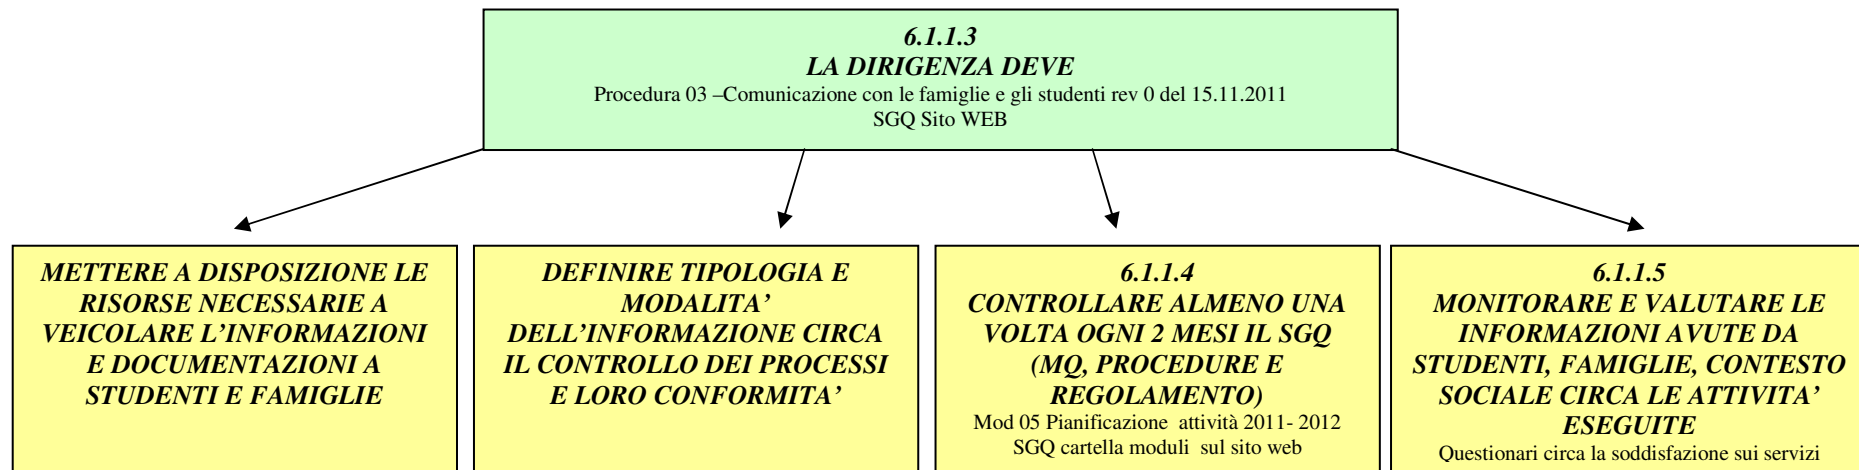 6.1.1.3
LA DIRIGENZA DEVE
Procedura 03 –Comunicazione con le famiglie e gli studenti rev 0 del 15.11.2011
SGQ Sito WEB
METTERE A DISPOSIZIONE LE
RISORSE NECESSARIE A
VEICOLARE L'INFORMAZIONI
E DOCUMENTAZIONI A
STUDENTI E FAMIGLIE
DEFINIRE TIPOLOGIA E
MODALITA'
DELL'INFORMAZIONE CIRCA
IL CONTROLLO DEI PROCESSI
E LORO CONFORMITA'
6.1.1.4
CONTROLLARE ALMENO UNA
VOLTA OGNI 2 MESI IL SGQ
(MQ, PROCEDURE E
REGOLAMENTO)
Mod 05 Pianificazione attività 2011- 2012
SGQ cartella moduli sul sito web
6.1.1.5
MONITORARE E VALUTARE LE
INFORMAZIONI AVUTE DA
STUDENTI, FAMIGLIE, CONTESTO
SOCIALE CIRCA LE ATTIVITA'
ESEGUITE
Questionari circa la soddisfazione sui servizi